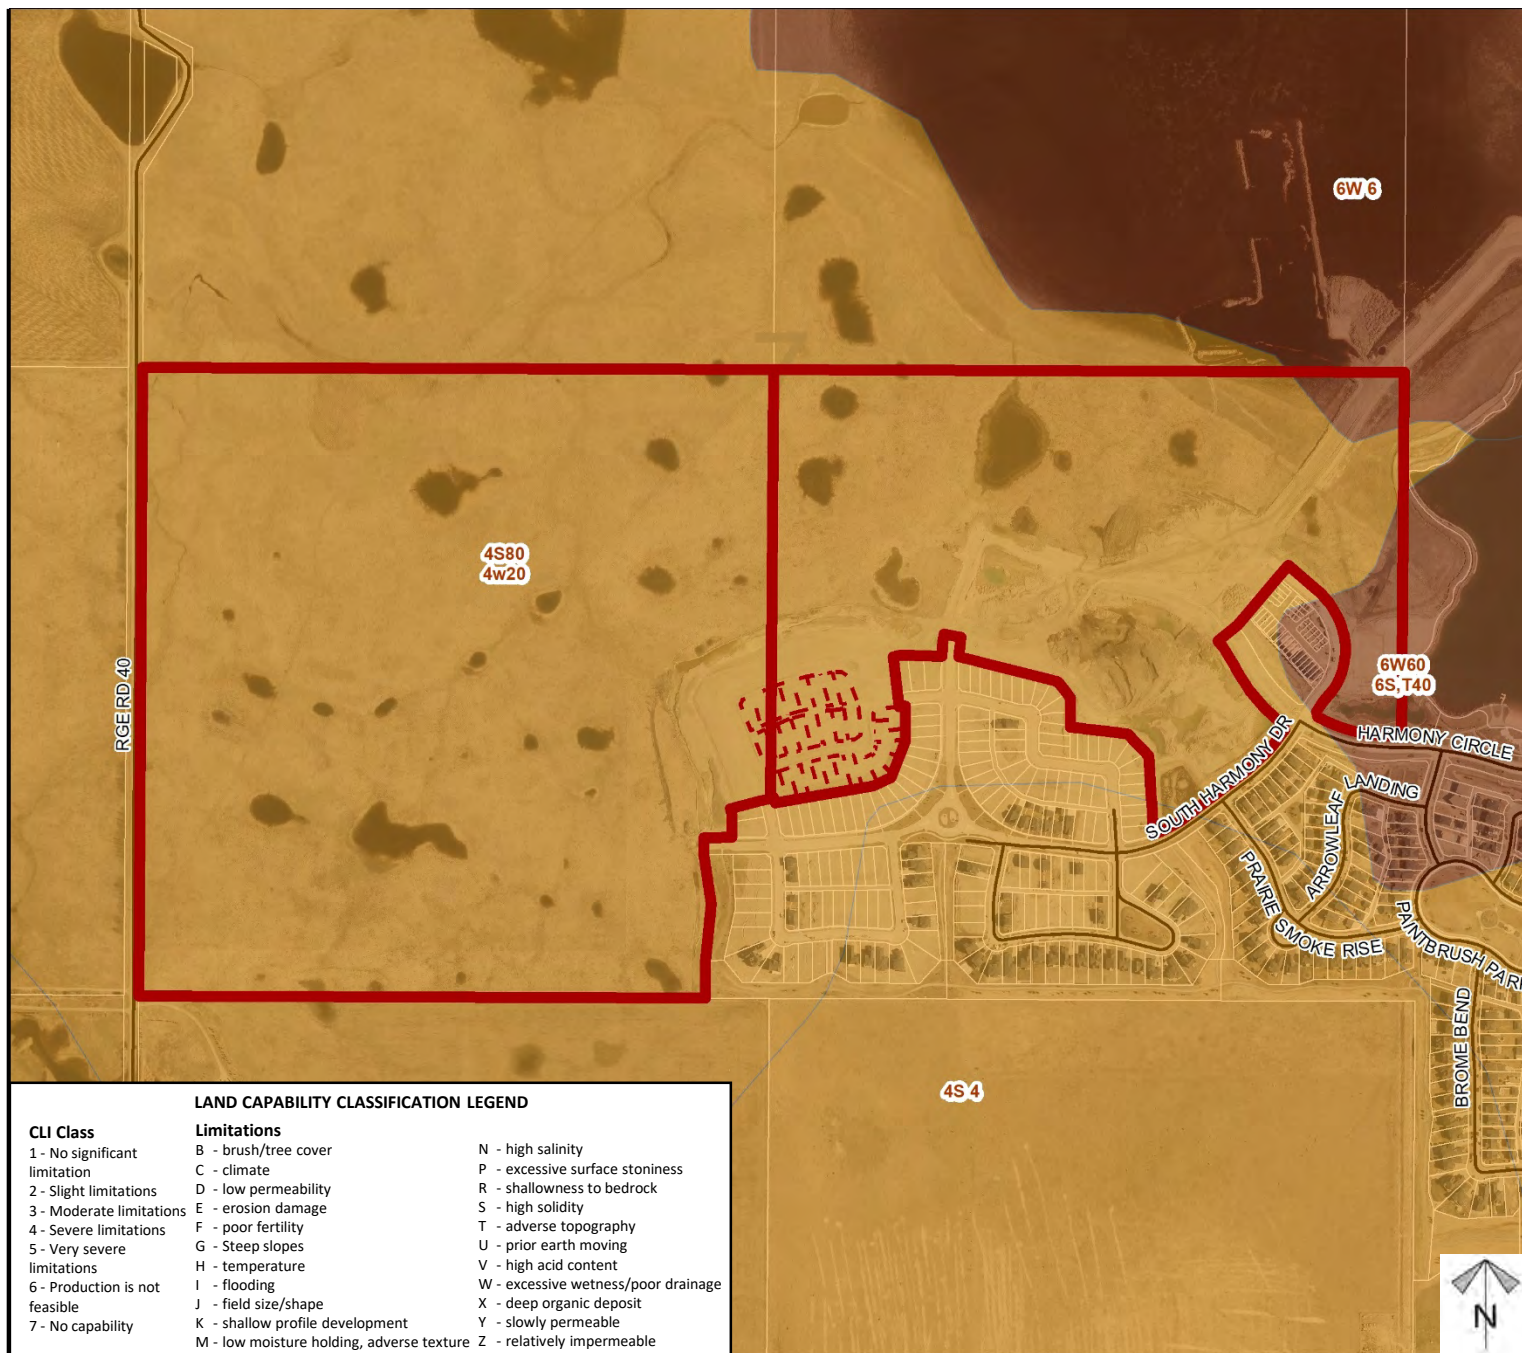 7
6W 6
4S80
4w20
RGE RD 40
6W60
6S,T40
HARMONY CIRCLE
SOUTH HARMONY DR
ARROWLEAF LANDING
PRAIRIE SMOKE RISE
PAINTBRUSH PARK
BROME BEND
4S 4
LAND CAPABILITY CLASSIFICATION LEGEND
CLI Class
1 - No significant
limitation
2 - Slight limitations
3 - Moderate limitations
4 - Severe limitations
5 - Very severe
limitations
6 - Production is not
feasible
7 - No capability
Limitations
B - brush/tree cover
C - climate
D - low permeability
E - erosion damage
F - poor fertility
G - Steep slopes
H - temperature
I - flooding
J - field size/shape
K - shallow profile development
M - low moisture holding, adverse texture
N - high salinity
P - excessive surface stoniness
R - shallowness to bedrock
S - high solidity
T - adverse topography
U - prior earth moving
V - high acid content
W - excessive wetness/poor drainage
X - deep organic deposit
Y - slowly permeable
Z - relatively impermeable
N